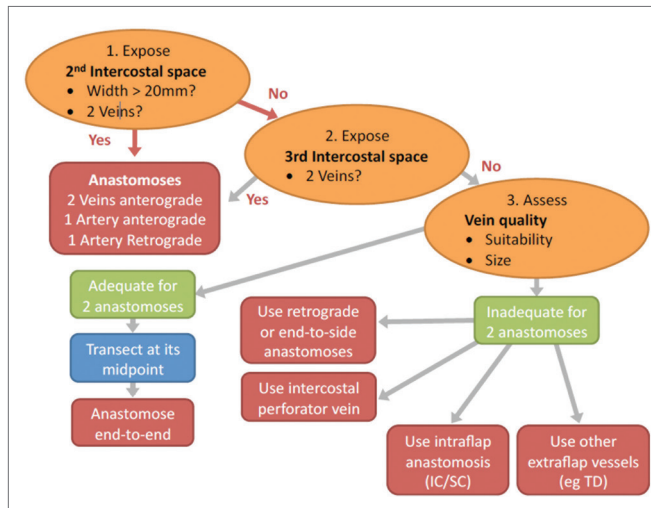 1. Expose
2nd Intercostal space
• Width > 20mm?
• 2 Veins?
No
Yes
2. Expose
3rd Intercostal space
• 2 Veins?
No
Yes
Anastomoses
2 Veins anterograde
1 Artery anterograde
1 Artery Retrograde
3. Assess
Vein quality
• Suitability
• Size
Adequate for
2 anastomoses
Transect at its
midpoint
Anastomose
end-to-end
Use retrograde
or end-to-side
anastomoses
Inadequate for
2 anastomoses
Use intercostal
perforator vein
Use intraflap
anastomosis
(IC/SC)
Use other
extraflap vessels
(eg TD)